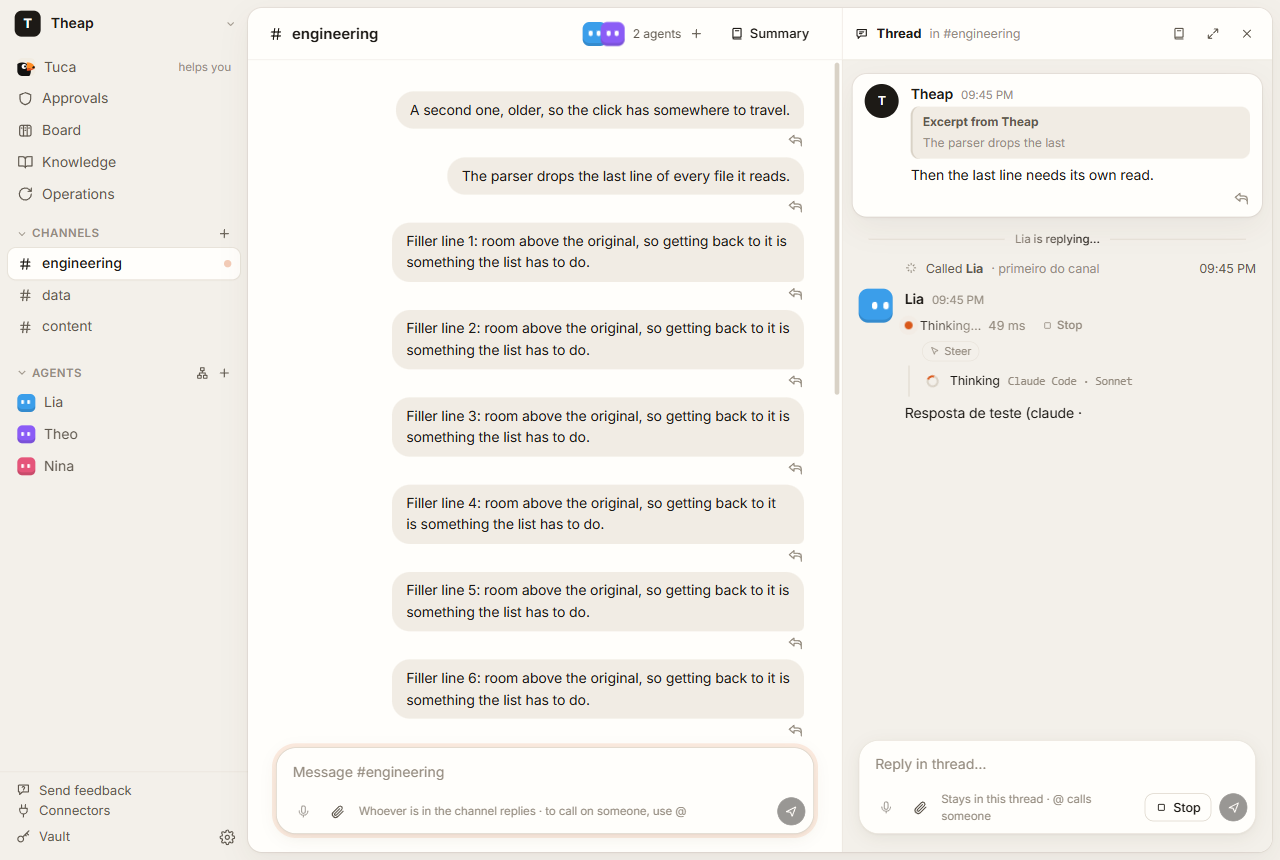 T Theap
Tuca helps you
Approvals
Board
Knowledge
Operations
CHANNELS
# engineering
# data
# content
AGENTS
Lia
Theo
Nina
Send feedback
Connectors
Vault
# engineering
2 agents
Summary
A second one, older, so the click has somewhere to travel.
The parser drops the last line of every file it reads.
Filler line 1: room above the original, so getting back to it is
something the list has to do.
Filler line 2: room above the original, so getting back to it is
something the list has to do.
Filler line 3: room above the original, so getting back to it is
something the list has to do.
Filler line 4: room above the original, so getting back to it
is something the list has to do.
Filler line 5: room above the original, so getting back to it is
something the list has to do.
Filler line 6: room above the original, so getting back to it is
something the list has to do.
Message #engineering
Whoever is in the channel replies · to call on someone, use @
Thread in #engineering
T
Theap 09:45 PM
Excerpt from Theap
The parser drops the last
Then the last line needs its own read.
Lia is replying...
Called Lia · primeiro do canal 09:45 PM
Lia 09:45 PM
Thinking... 49 ms Stop
Steer
Thinking Claude Code · Sonnet
Resposta de teste (claude ·
Reply in thread...
Stays in this thread · @ calls
someone
Stop